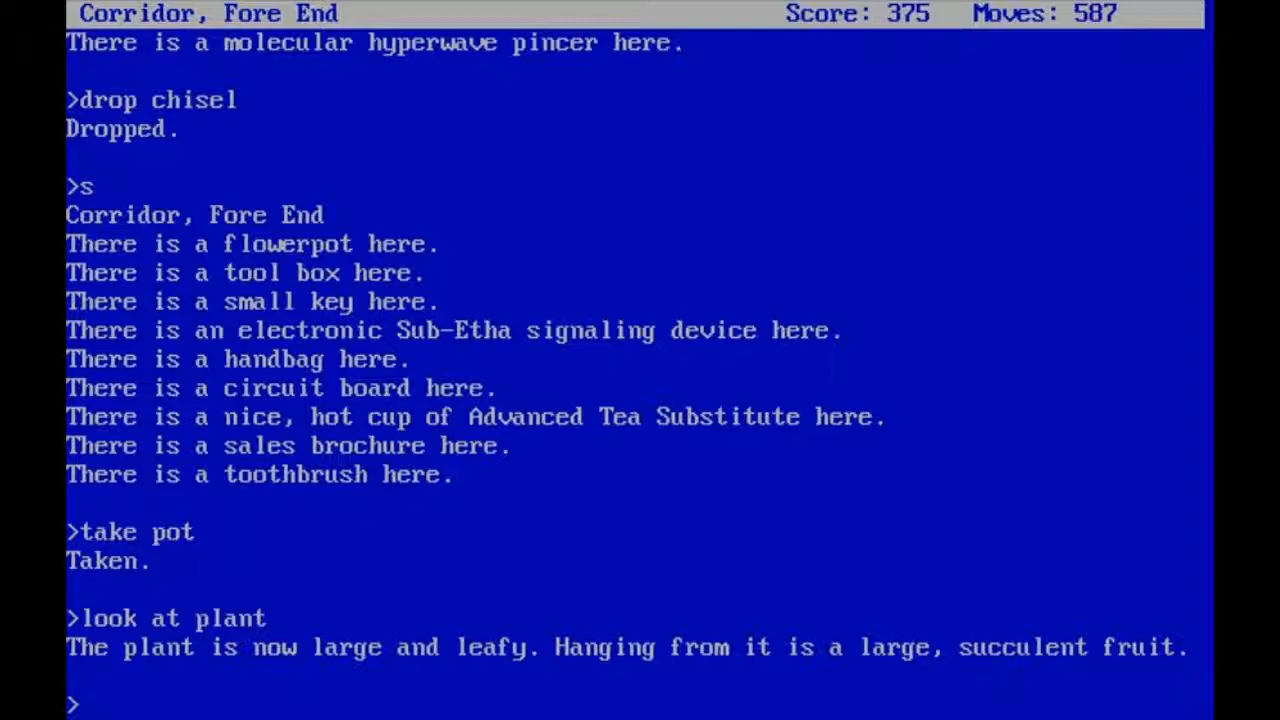 Corridor, Fore End Score: 375 Moves: 587
There is a molecular hyperwave pincer here.
>drop chisel
Dropped.
>s
Corridor, Fore End
There is a flowerpot here.
There is a tool box here.
There is a small key here.
There is an electronic Sub-Etha signaling device here.
There is a handbag here.
There is a circuit board here.
There is a nice, hot cup of Advanced Tea Substitute here.
There is a sales brochure here.
There is a toothbrush here.
>take pot
Taken.
>look at plant
The plant is now large and leafy. Hanging from it is a large, succulent fruit.
>